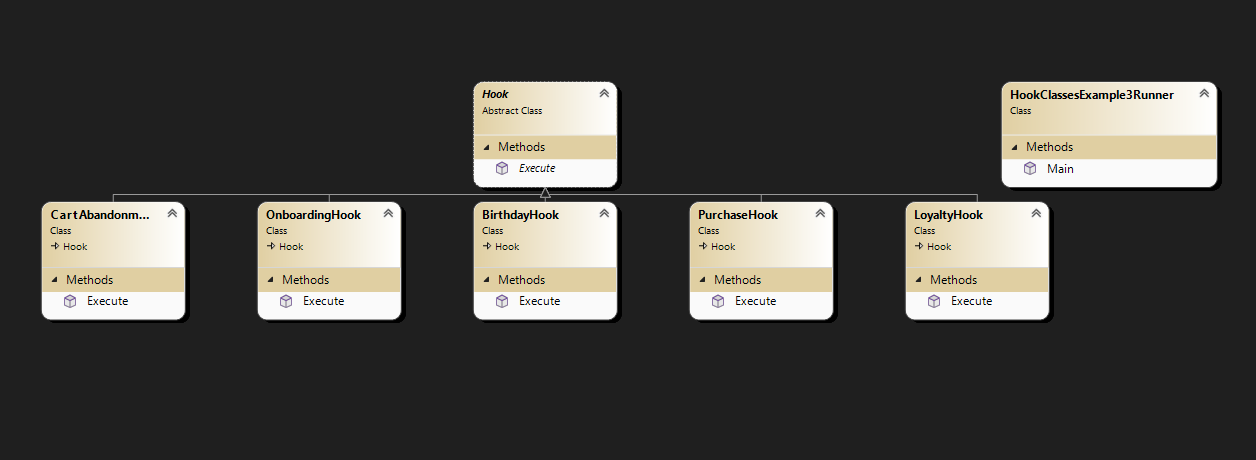 Hook
Abstract Class
Methods
Execute
HookClassesExample3Runner
Class
Methods
Main
CartAbandonm...
Class
Hook
Methods
Execute
OnboardingHook
Class
Hook
Methods
Execute
BirthdayHook
Class
Hook
Methods
Execute
PurchaseHook
Class
Hook
Methods
Execute
LoyaltyHook
Class
Hook
Methods
Execute